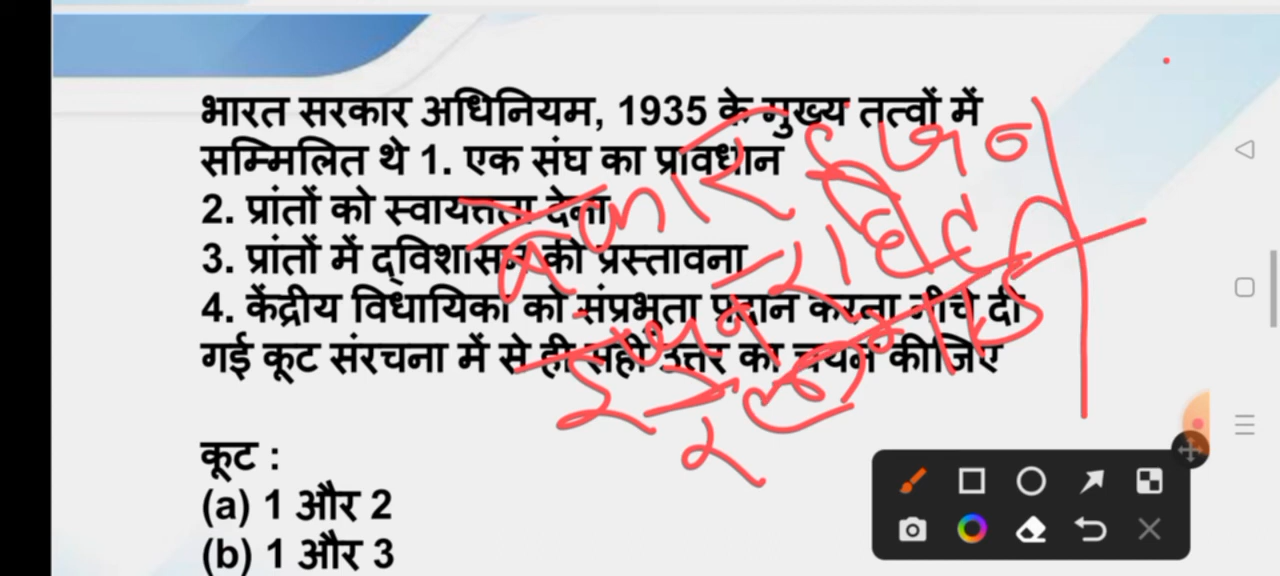 भारत सरकार अधिनियम, 1935 के मुख्य तत्वों में
सम्मिलित थे 1. एक संघ का प्रावधान
2. प्रांतों को स्वायत्तता देना
3. प्रांतों में द्विशासन की प्रस्तावना
4. केंद्रीय विधायिका को संप्रभुता प्रदान करता नीचे दी
गई कूट संरचना में से ही सही उत्तर का चयन कीजिए
कूट :
(a) 1 और 2
(b) 1 और 3